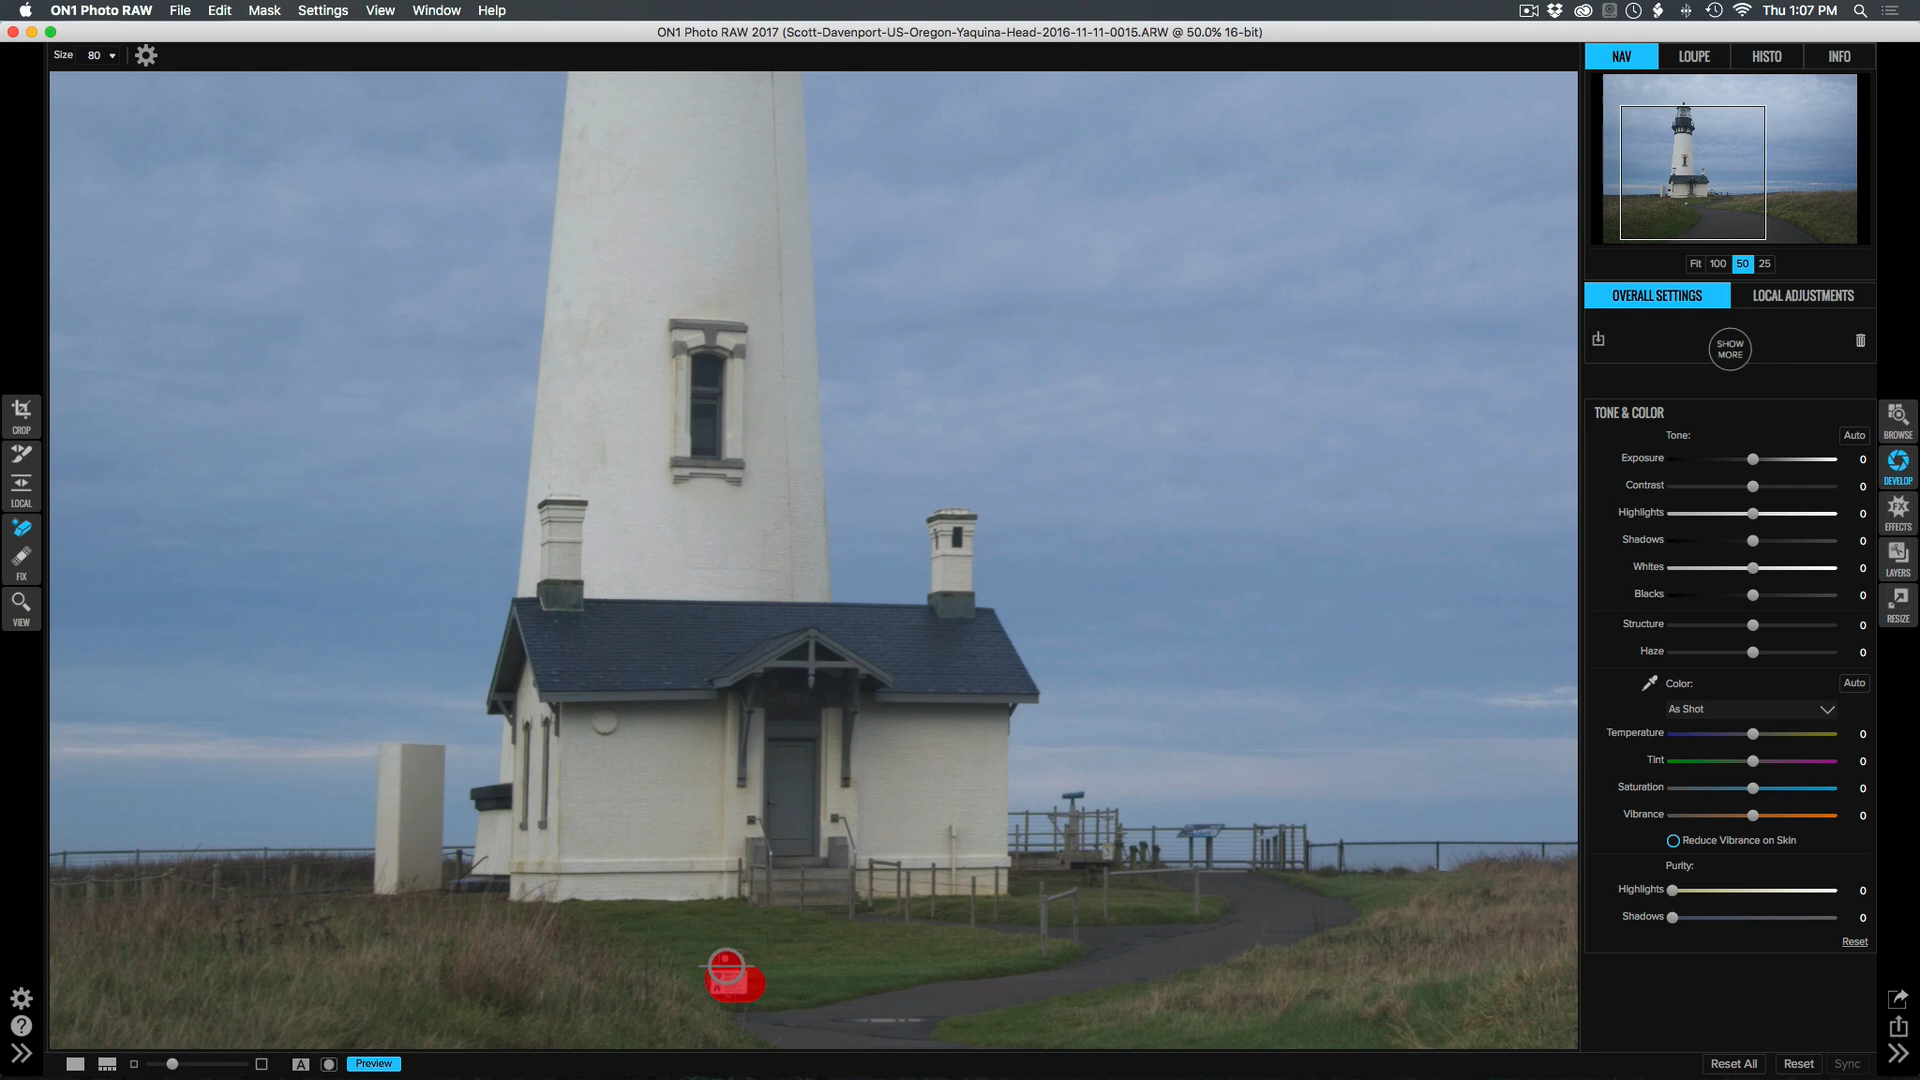 ON1 Photo RAW File Edit Mask Settings View Window Help Thu 1:07 PM
ON1 Photo RAW 2017 (Scott-Davenport-US-Oregon-Yaquina-Head-2016-11-11-0015.ARW @ 50.0% 16-bit)
Size 80
NAV LOUPE HISTO INFO
Fit 100 50 25
OVERALL SETTINGS LOCAL ADJUSTMENTS
SHOW
MORE
CROP
LOCAL
FIX
VIEW
TONE & COLOR
Tone: Auto
Exposure 0
Contrast 0
Highlights 0
Shadows 0
Whites 0
Blacks 0
Structure 0
Haze 0
Color: Auto
As Shot
Temperature 0
Tint 0
Saturation 0
Vibrance 0
Reduce Vibrance on Skin
Purity:
Highlights 0
Shadows 0
Reset
BROWSE
DEVELOP
FX
EFFECTS
LAYERS
RESIZE
?
A Preview
Reset All Reset Sync